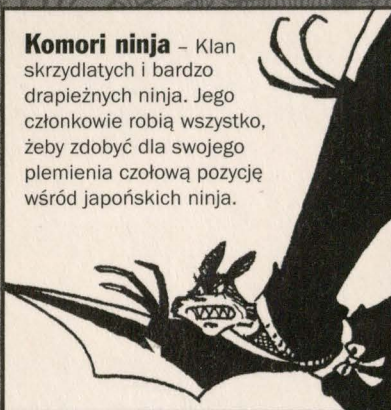 Komori ninja – Klan
skrzydlatych i bardzo
drapieżnych ninja. Jego
członkowie robią wszystko,
żeby zdobyć dla swojego
plemienia czołową pozycję
wśród japońskich ninja.